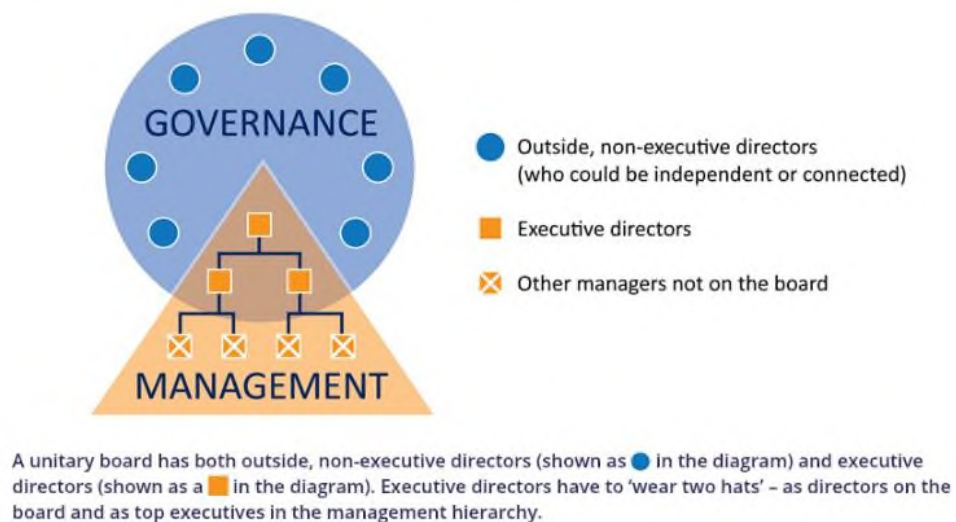 GOVERNANCE
MANAGEMENT
Outside, non-executive directors
(who could be independent or connected)
Executive directors
Other managers not on the board
A unitary board has both outside, non-executive directors (shown as in the diagram) and executive
directors (shown as a in the diagram). Executive directors have to ‘wear two hats’ – as directors on the
board and as top executives in the management hierarchy.